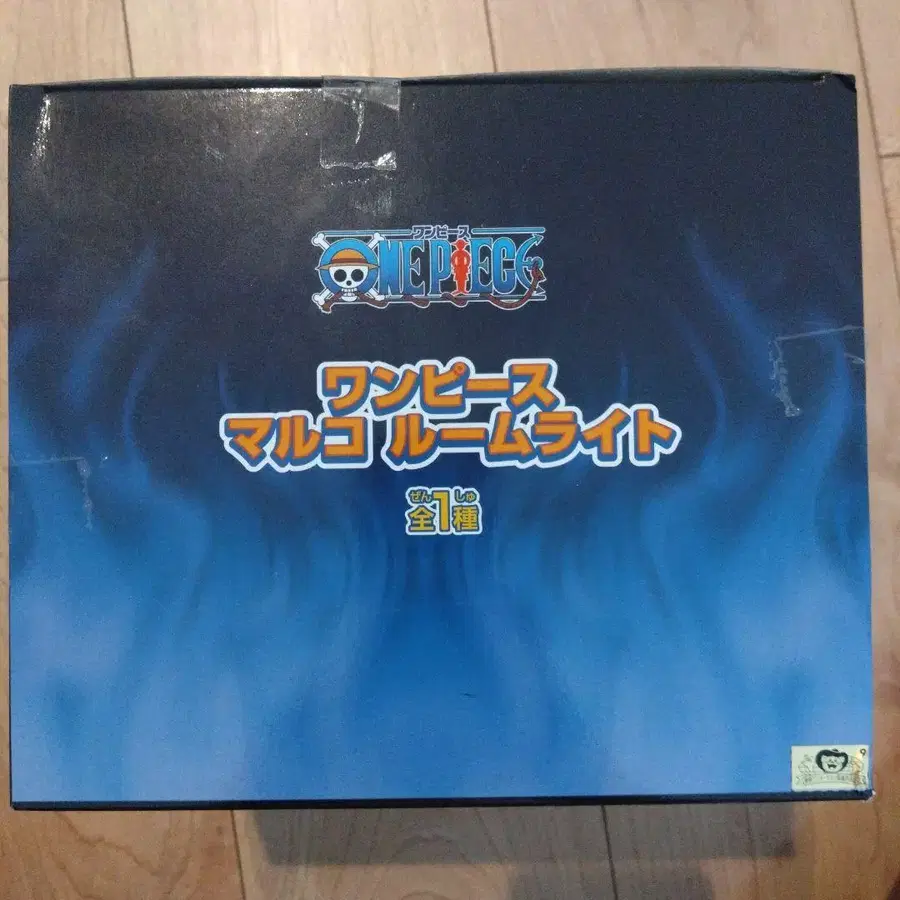 ワンピース
ONE PIECE
ワンピース
マルコ ルームライト
ぜん しゅ
全1種